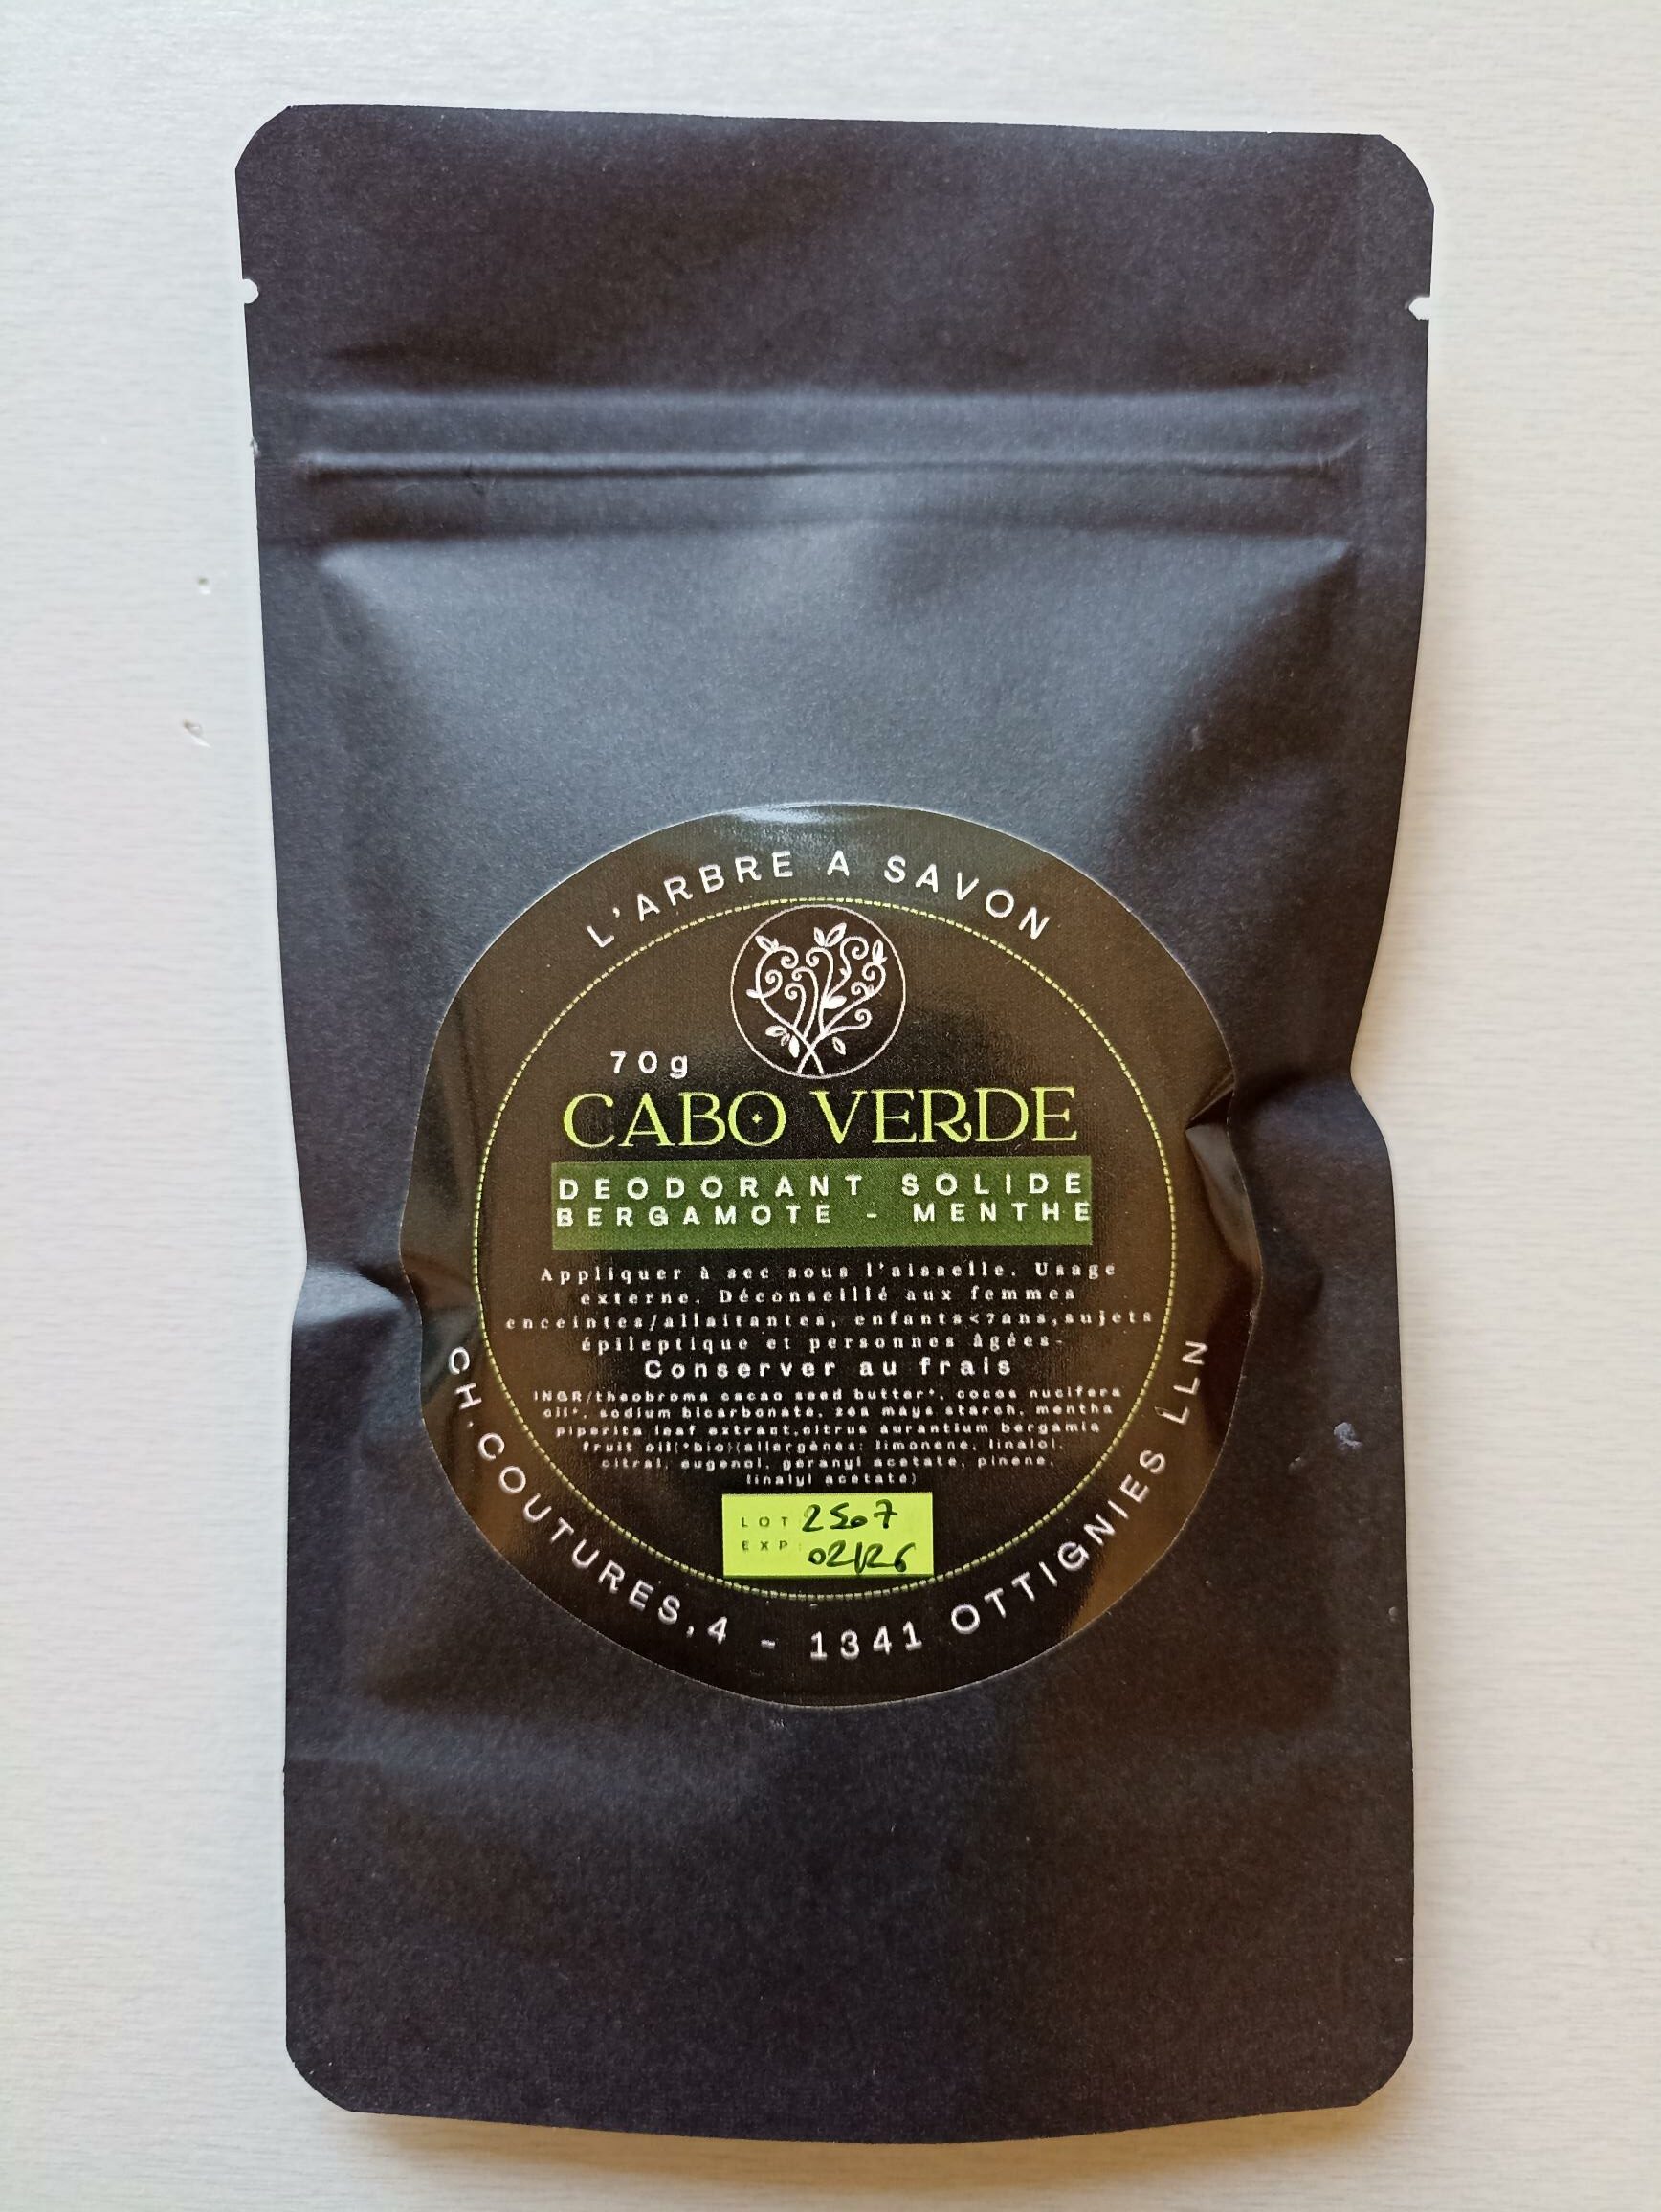 L'ARBRE A SAVON
70g
CABO VERDE
DEODORANT SOLIDE
BERGAMOTE - MENTHE
Appliquer à sec sous l'aisselle. Usage
externe. Déconseillé aux femmes
enceintes/allaitantes, enfants<7ans,sujets
épileptique et personnes âgées-
Conserver au frais
INGR/theobroma cacao seed butter*, cocos nucifera
oil*, sodium bicarbonate, zea mays starch, mentha
piperita leaf extract,citrus aurantium bergamia
fruit oil(*bio)(allergènes: limonene, linalol,
citral, eugenol, geranyl acetate, pinene,
linalyl acetate)
LOT 2507
EXP: 02/26
CH.COUTURES,4 - 1341 OTTIGNIES LLN